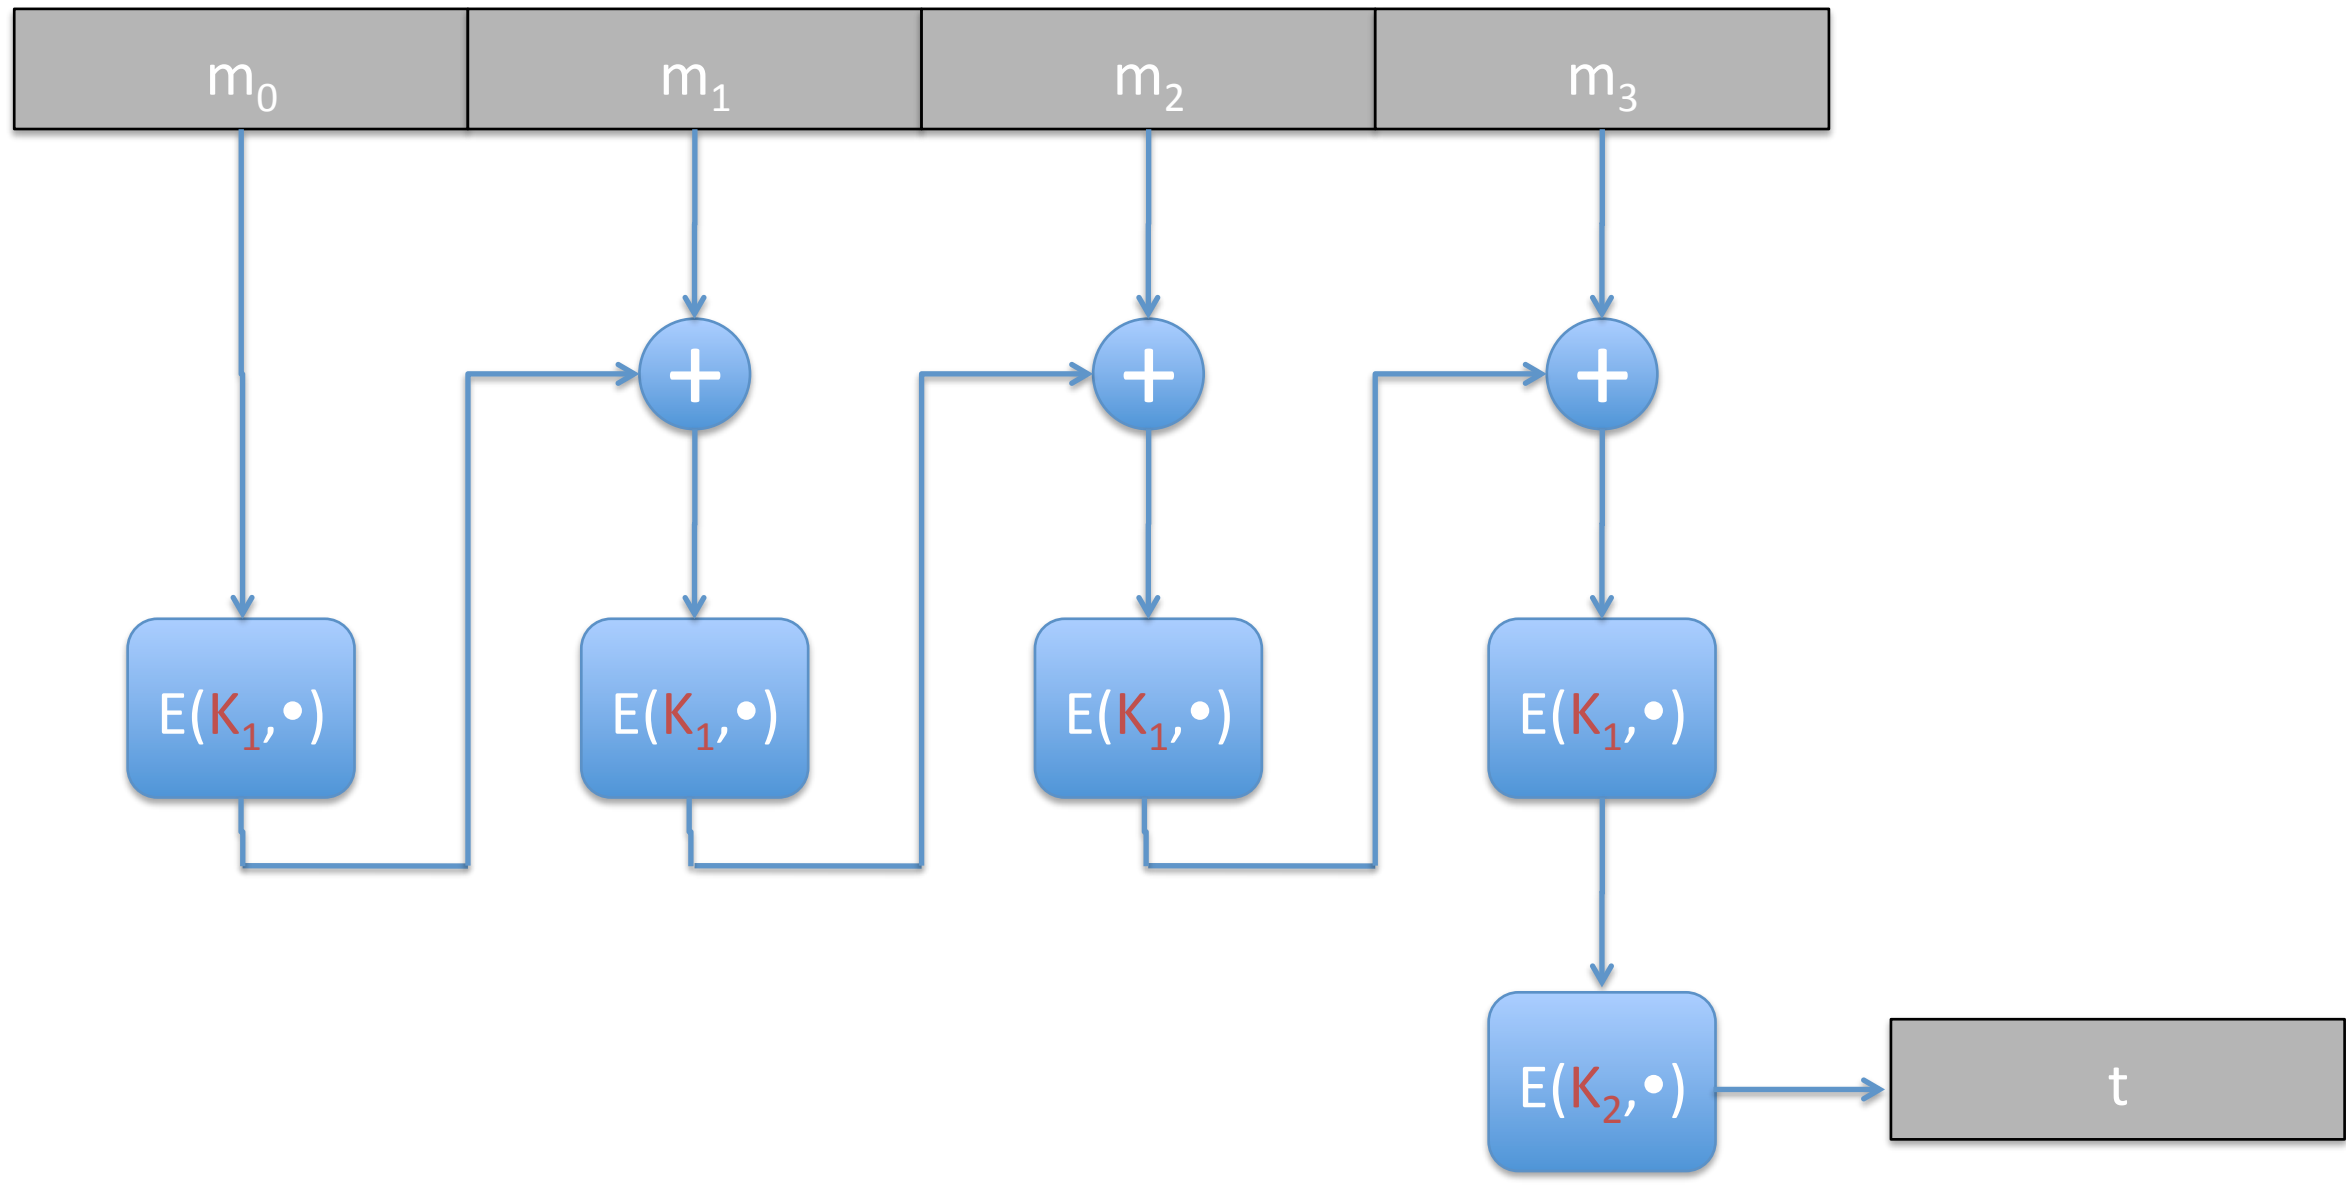 m₀ m₁ m₂ m₃
+ + +
E(K₁,•) E(K₁,•) E(K₁,•) E(K₁,•)
E(K₂,•) t